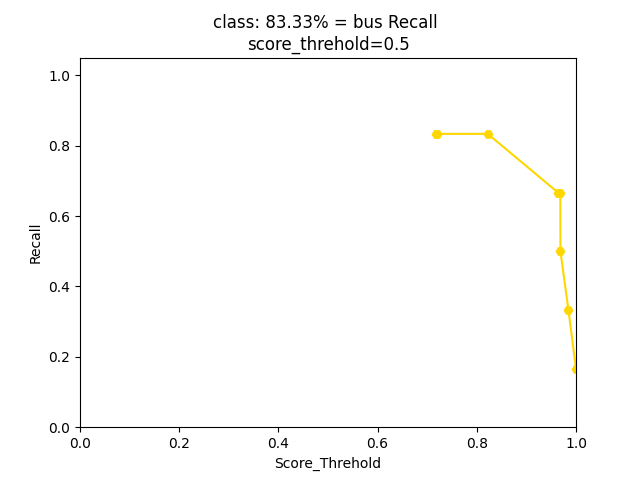 class: 83.33% = bus Recall
score_threhold=0.5
1.0
0.8
0.6
0.4
0.2
0.0
Recall
0.0 0.2 0.4 0.6 0.8 1.0
Score_Threhold